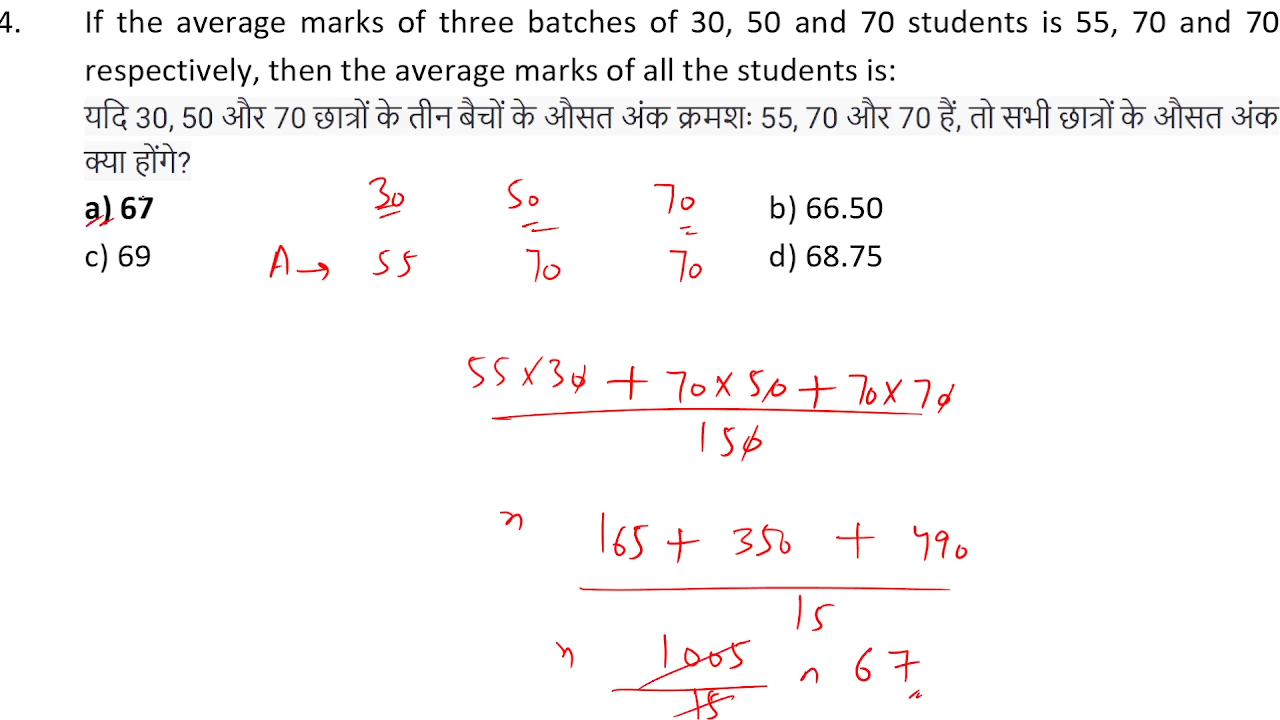 4. If the average marks of three batches of 30, 50 and 70 students is 55, 70 and 70
respectively, then the average marks of all the students is:
यदि 30, 50 और 70 छात्रों के तीन बैचों के औसत अंक क्रमशः 55, 70 और 70 हैं, तो सभी छात्रों के औसत अंक
क्या होंगे?
30 50 70
a) 67 b) 66.50
c) 69 d) 68.75
A → 55 70 70
55 × 30 + 70 × 50 + 70 × 70
150
165 + 350 + 490
15
1005 67
15